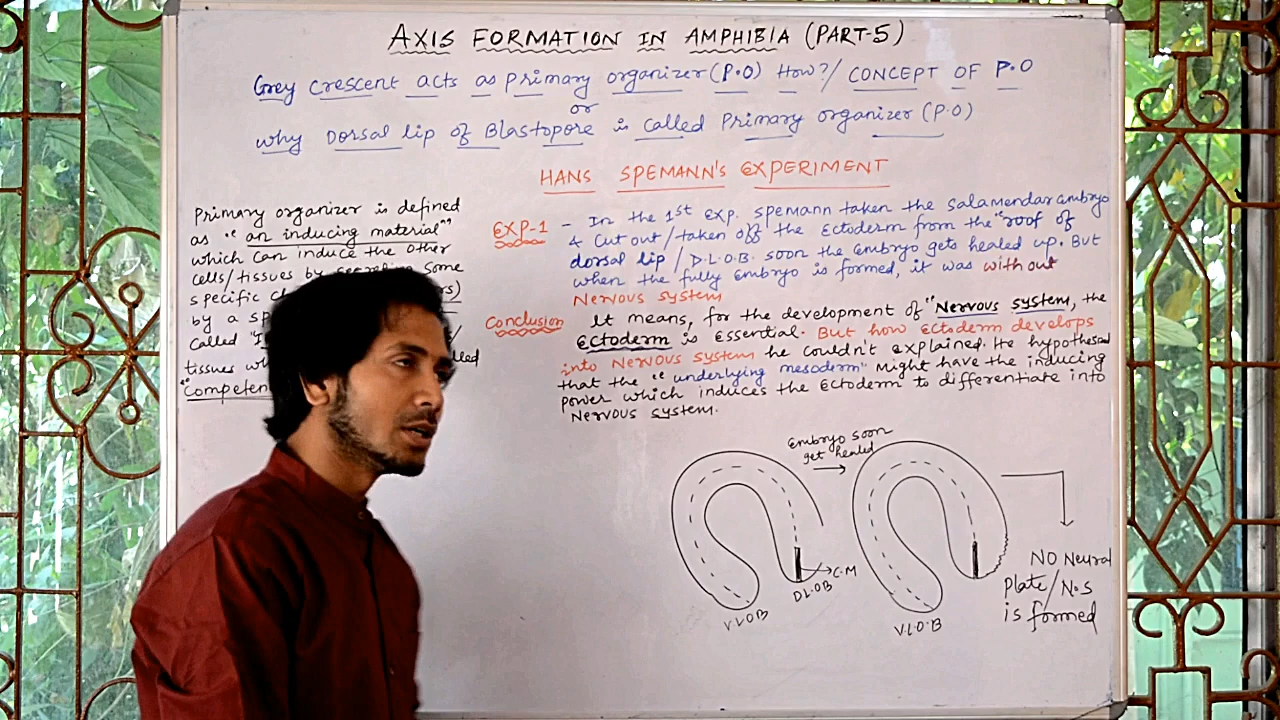 AXIS FORMATION IN AMPHIBIA (PART-5)
Grey crescent acts as primary organizer (P.O) How?/ CONCEPT OF P.O
or
why Dorsal lip of Blastopore is called Primary organizer (P.O)
HANS SPEMANN'S EXPERIMENT
Primary organizer is defined
as "an inducing material"
which can induce the other
cells/tissues by secreting some
specific ch
rs)
by a sp
Called "I
tissues wh
lled
"Competen
EXP-1 - In the 1st exp. spemann taken the salamendar embryo
& cut out/taken off the Ectoderm from the "roof of
dorsal lip / D.L.O.B. soon the embryo gets healed up. But
when the fully embryo is formed, it was without
Nervous system
Conclusion It means, for the development of "Nervous system, the
Ectoderm is essential. But how Ectoderm develops
into Nervous system he couldn't explained. He hypothesed
that the "underlying mesoderm" might have the inducing
power which induces the Ectoderm to differentiate into
Nervous system.
Embryo soon
get healed
C.M
D.L.O.B
V.L.O.B
V.L.O.B
NO Neural
Plate/N.S
is formed